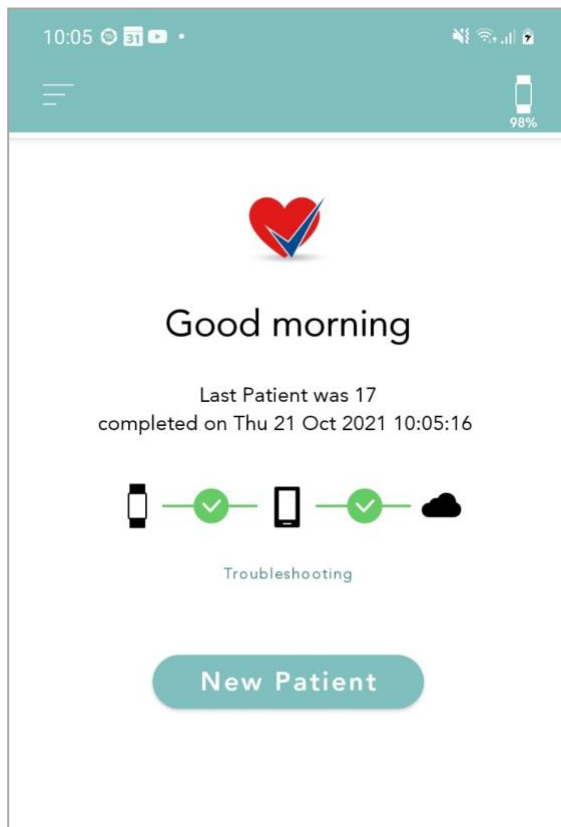 10:05 31
98%
Good morning
Last Patient was 17
completed on Thu 21 Oct 2021 10:05:16
Troubleshooting
New Patient